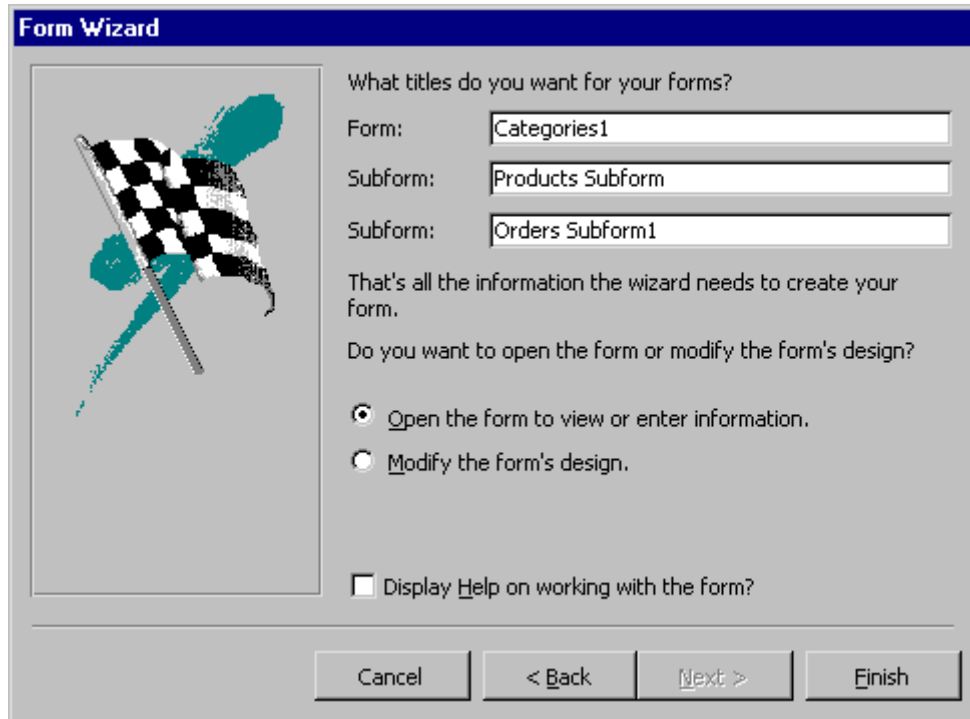 Form Wizard
What titles do you want for your forms?
Form: Categories1
Subform: Products Subform
Subform: Orders Subform1
That's all the information the wizard needs to create your
form.
Do you want to open the form or modify the form's design?
Open the form to view or enter information.
Modify the form's design.
Display Help on working with the form?
Cancel < Back Next > Finish